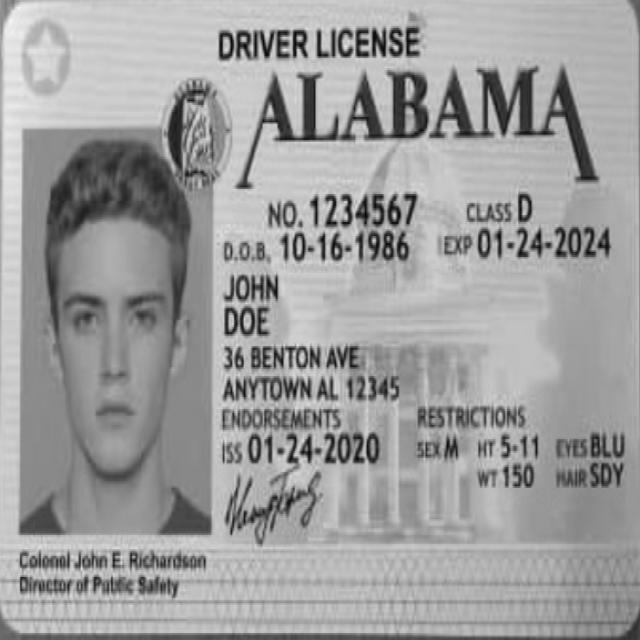 DRIVER LICENSE
ALABAMA
NO. 1234567 CLASS D
D.O.B. 10-16-1986 EXP 01-24-2024
JOHN
DOE
36 BENTON AVE
ANYTOWN AL 12345
ENDORSEMENTS RESTRICTIONS
ISS 01-24-2020 SEX M HT 5-11 EYES BLU
WT 150 HAIR SDY
Colonel John E. Richardson
Director of Public Safety